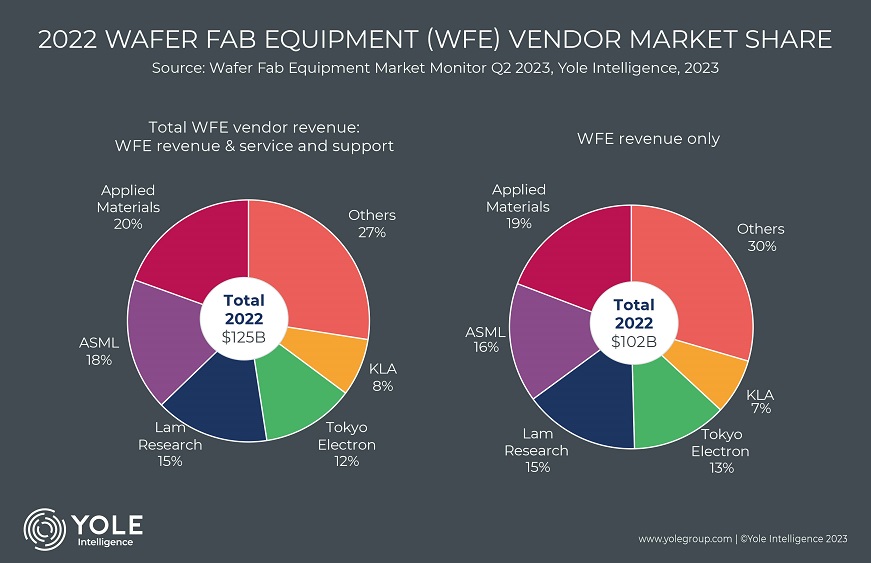 2022 WAFER FAB EQUIPMENT (WFE) VENDOR MARKET SHARE
Source: Wafer Fab Equipment Market Monitor Q2 2023, Yole Intelligence, 2023
Total WFE vendor revenue:
WFE revenue & service and support
Applied
Materials
20%
Others
27%
ASML
18%
Total
2022
$125B
KLA
8%
Lam
Research
15%
Tokyo
Electron
12%
WFE revenue only
Applied
Materials
19%
Others
30%
ASML
16%
Total
2022
$102B
KLA
7%
Lam
Research
15%
Tokyo
Electron
13%
YOLE
Intelligence
www.yolegroup.com | ©Yole Intelligence 2023